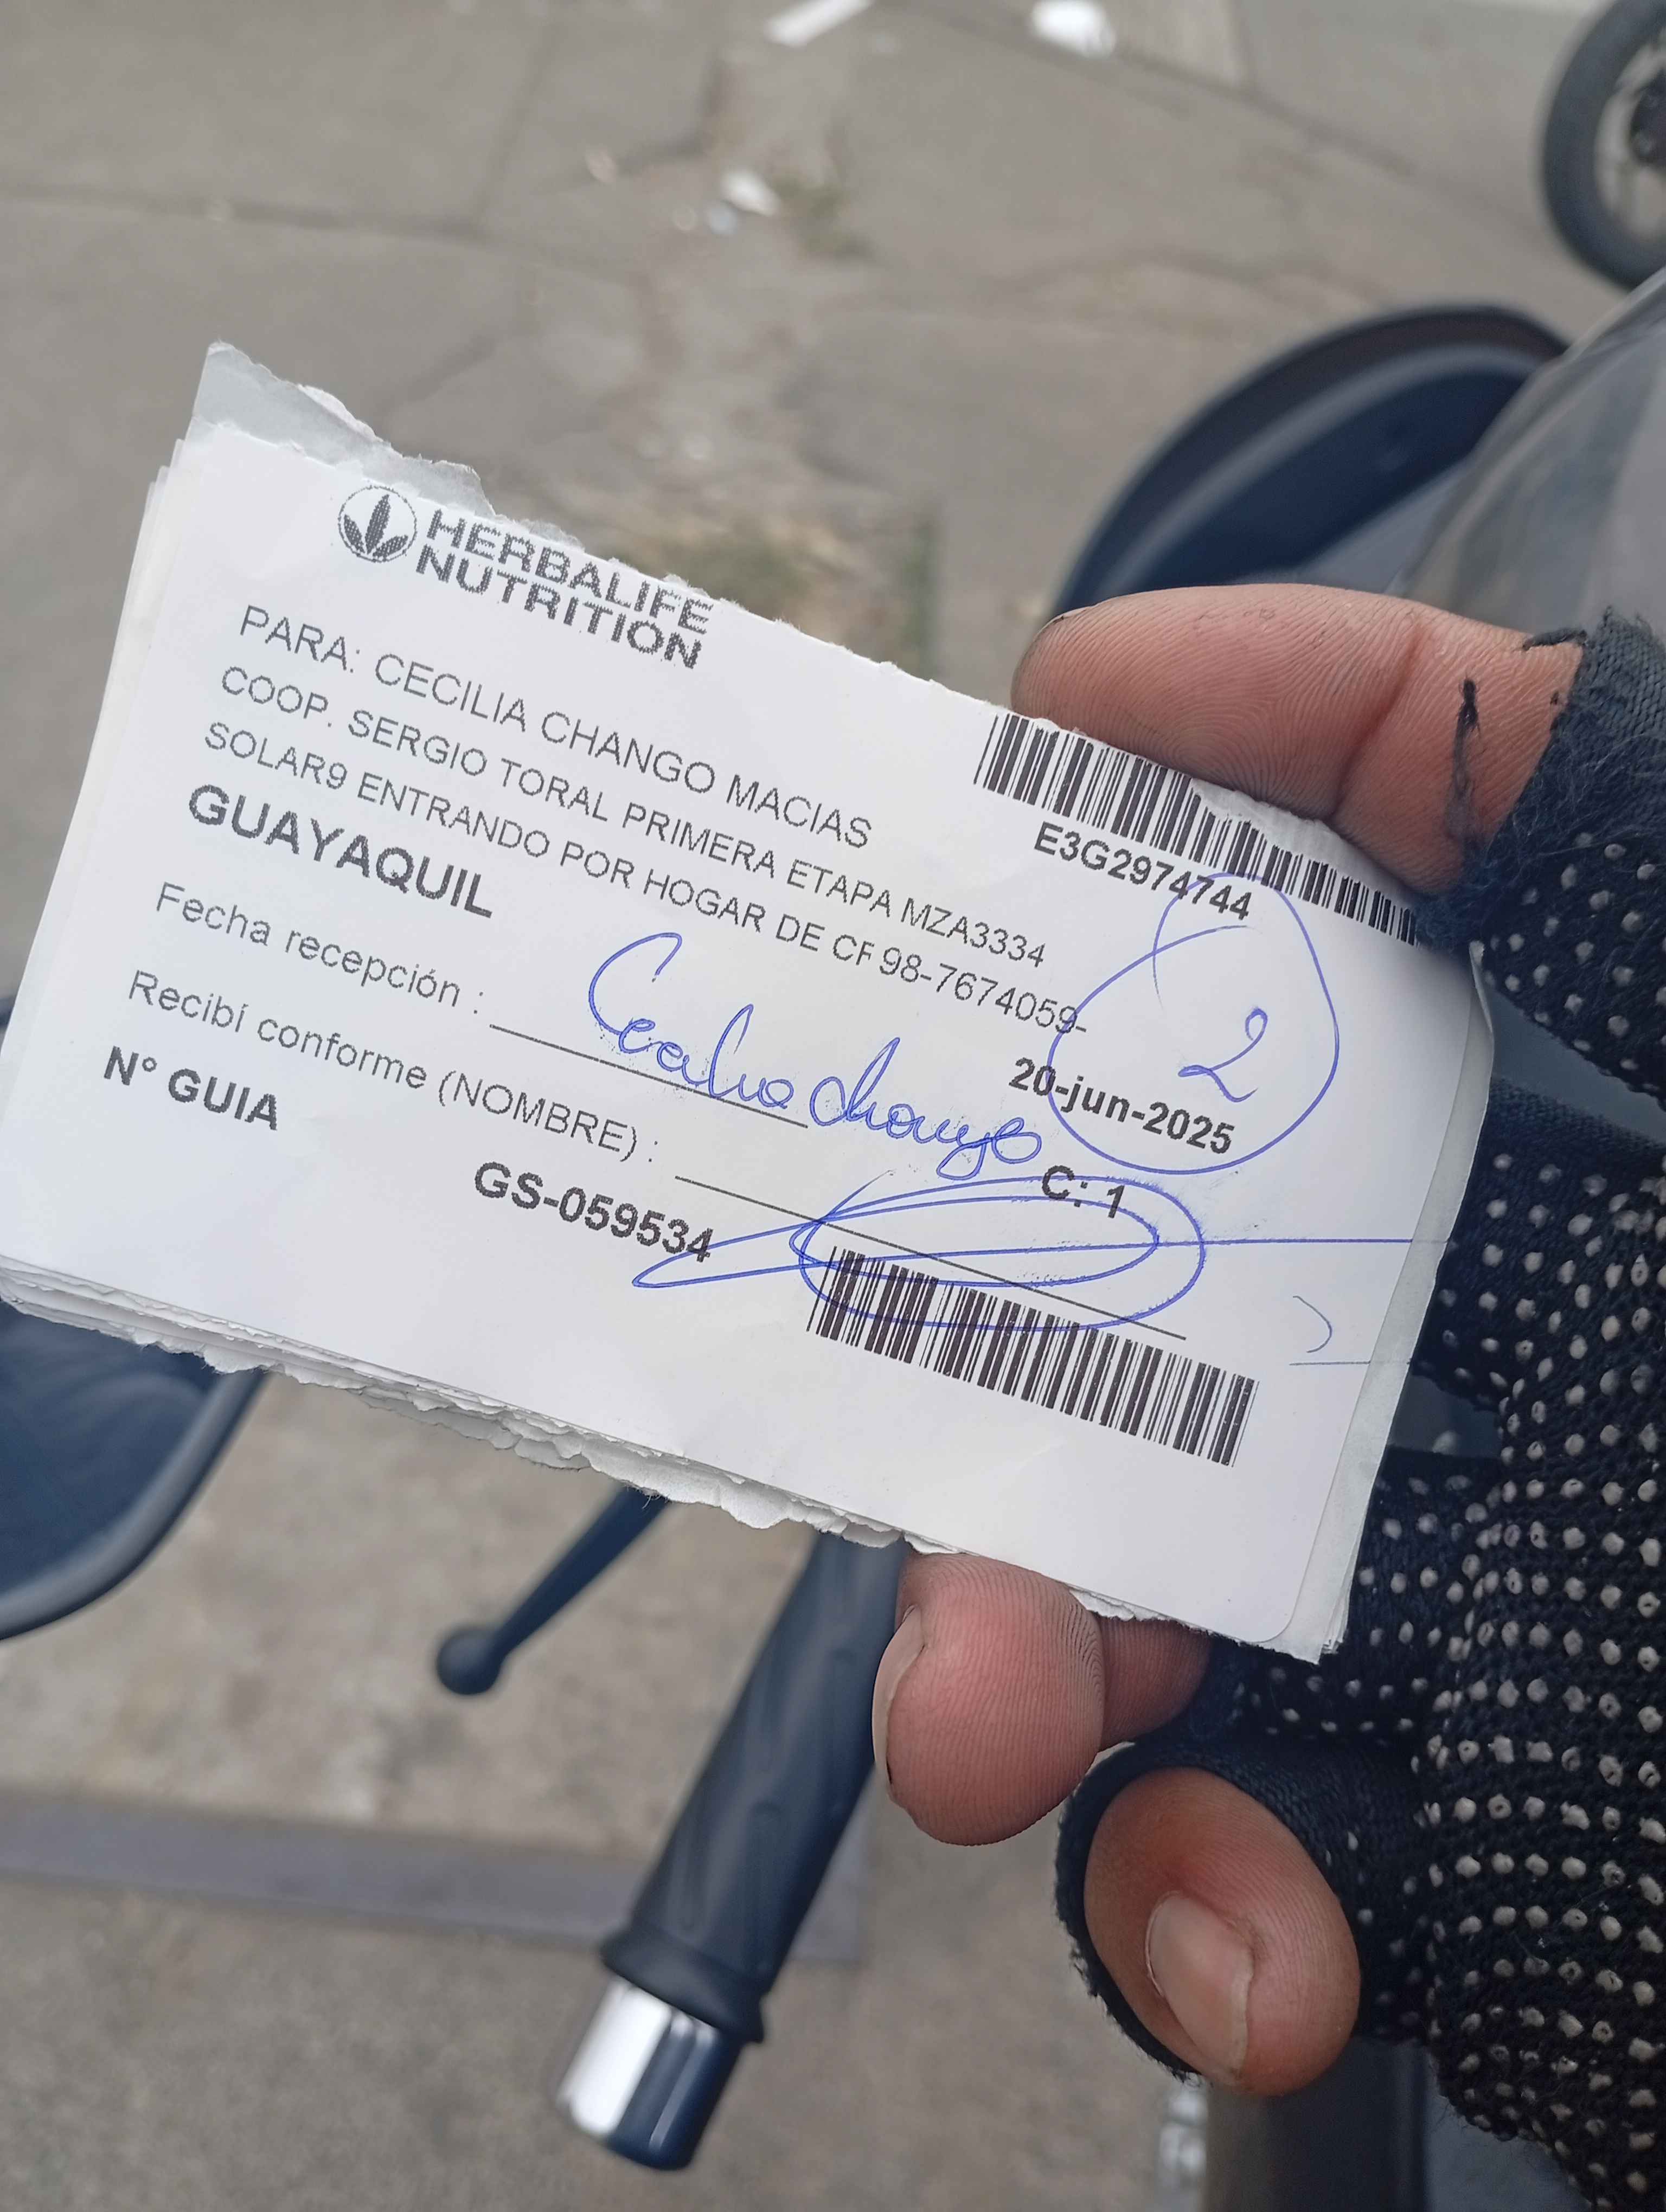 HERBALIFE
NUTRITION
PARA: CECILIA CHANGO MACIAS
COOP. SERGIO TORAL PRIMERA ETAPA MZA3334
SOLAR9 ENTRANDO POR HOGAR DE CF 98-7674059-
GUAYAQUIL
E3G2974744
2
Fecha recepción :
20-jun-2025
Cecilia Chango
Recibí conforme (NOMBRE) :
C: 1
Nº GUIA
GS-059534